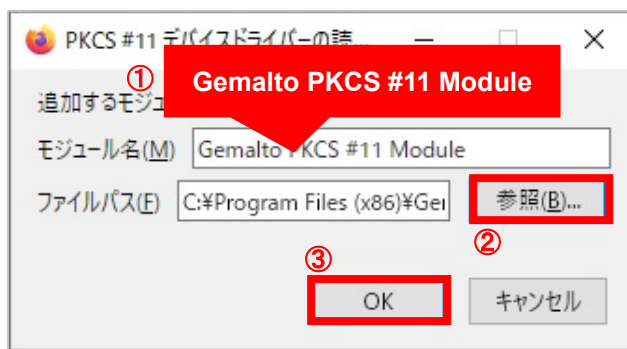 PKCS #11 デバイスドライバーの読...
① Gemalto PKCS #11 Module
追加するモジュ
モジュール名(M) Gemalto PKCS #11 Module
ファイルパス(F) C:¥Program Files (x86)¥Gei 参照(B)...
②
③
OK キャンセル